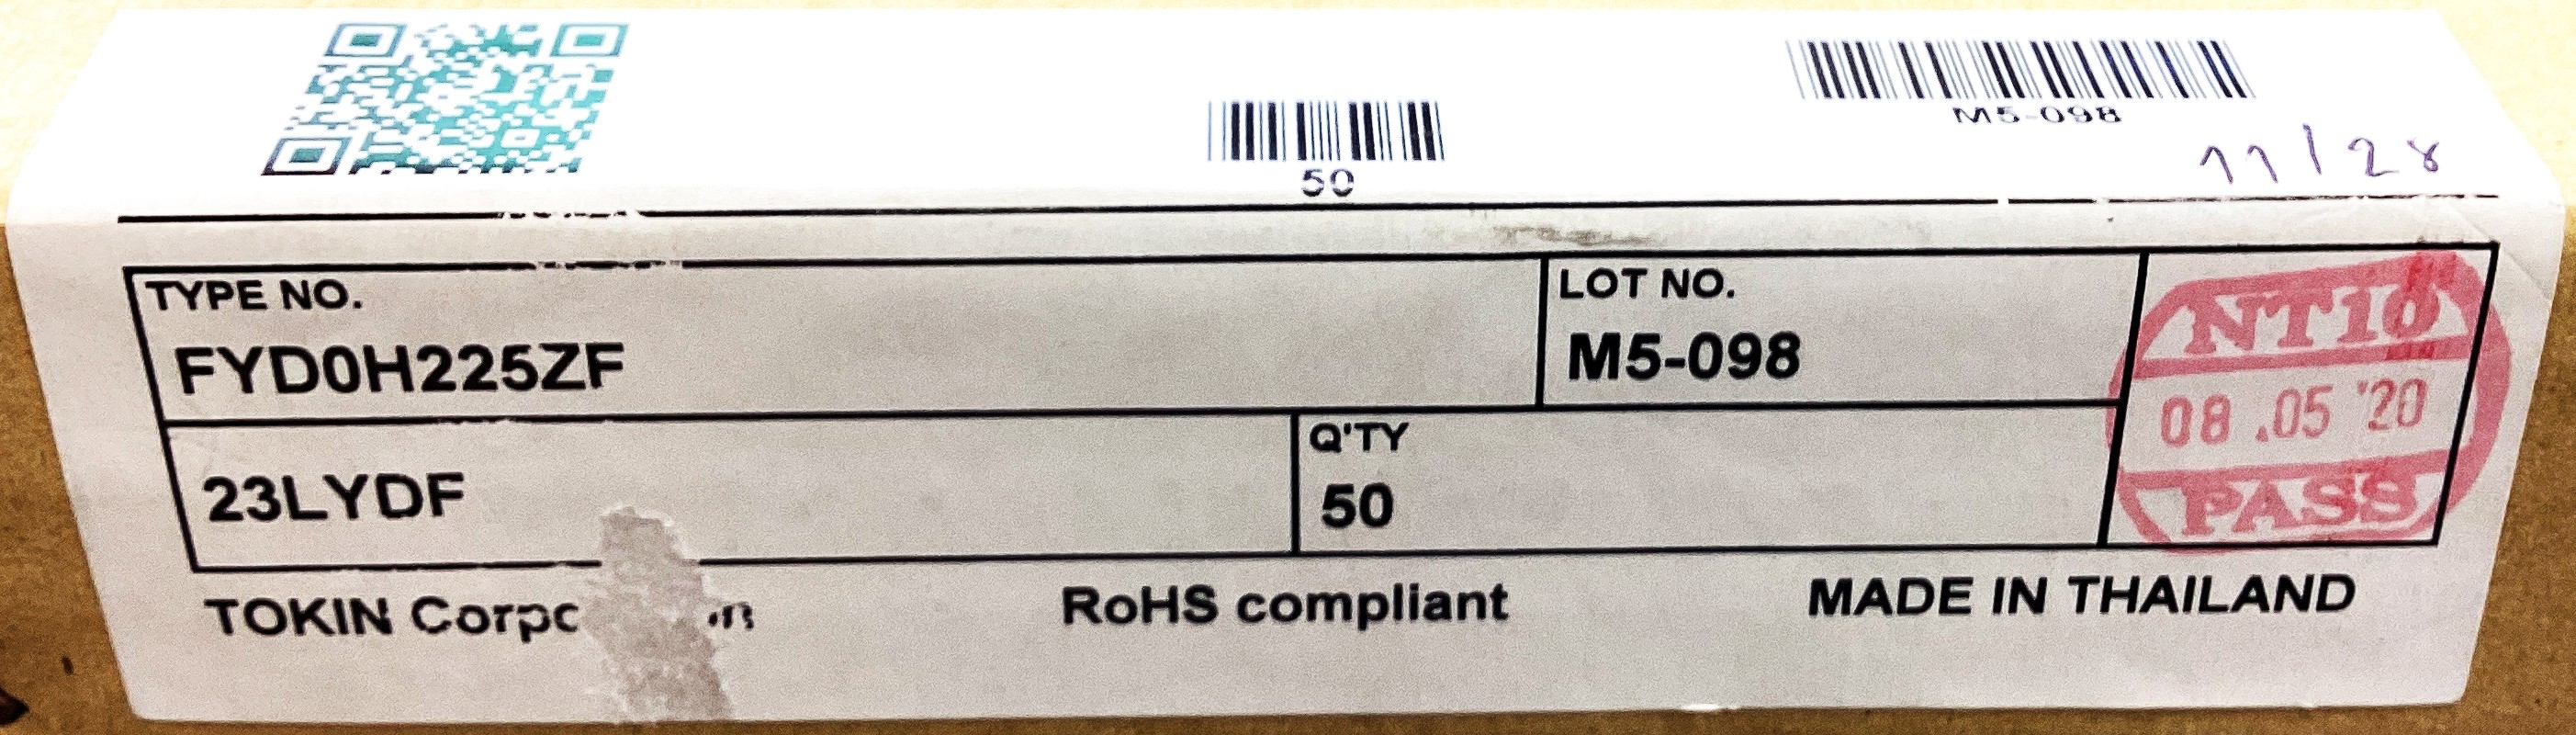 M5-098
50
11/28
TYPE NO.
FYD0H225ZF
LOT NO.
M5-098
NT10
08.05 '20
PASS
23LYDF
Q'TY
50
TOKIN
RoHS compliant
MADE IN THAILAND